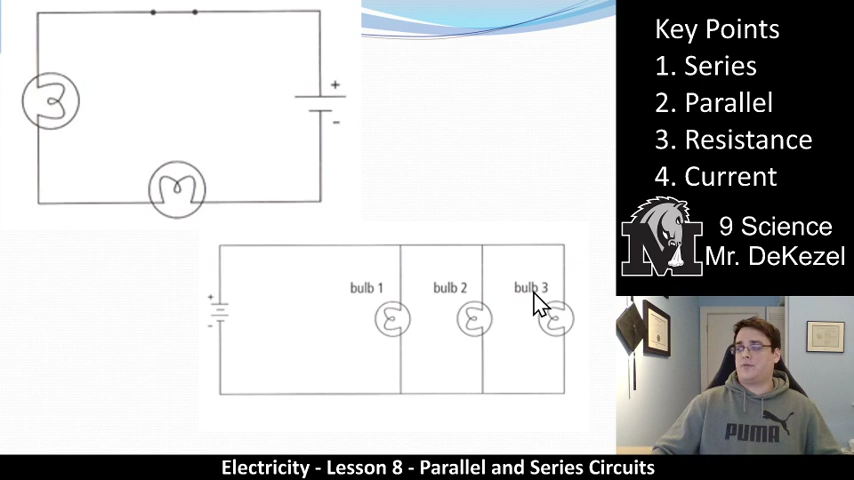 Key Points
1. Series
2. Parallel
3. Resistance
4. Current
M
9 Science
Mr. DeKezel
+
-
bulb 1
bulb 2
bulb 3
+
-
PUMA
Electricity - Lesson 8 - Parallel and Series Circuits